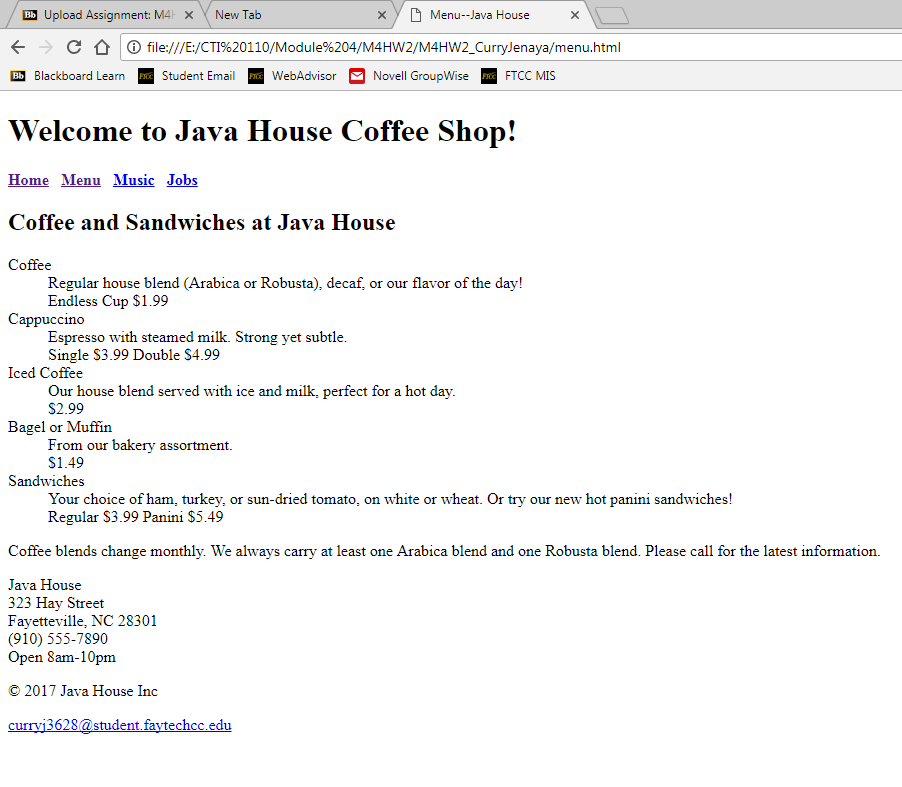 Bb Upload Assignment: M4H
New Tab
Menu--Java House
file:///E:/CTI%20110/Module%204/M4HW2/M4HW2_CurryJenaya/menu.html
Bb Blackboard Learn FTCC Student Email FTCC WebAdvisor Novell GroupWise FTCC FTCC MIS
Welcome to Java House Coffee Shop!
Home Menu Music Jobs
Coffee and Sandwiches at Java House
Coffee
Regular house blend (Arabica or Robusta), decaf, or our flavor of the day!
Endless Cup $1.99
Cappuccino
Espresso with steamed milk. Strong yet subtle.
Single $3.99 Double $4.99
Iced Coffee
Our house blend served with ice and milk, perfect for a hot day.
$2.99
Bagel or Muffin
From our bakery assortment.
$1.49
Sandwiches
Your choice of ham, turkey, or sun-dried tomato, on white or wheat. Or try our new hot panini sandwiches!
Regular $3.99 Panini $5.49
Coffee blends change monthly. We always carry at least one Arabica blend and one Robusta blend. Please call for the latest information.
Java House
323 Hay Street
Fayetteville, NC 28301
(910) 555-7890
Open 8am-10pm
© 2017 Java House Inc
curryj3628@student.faytechcc.edu